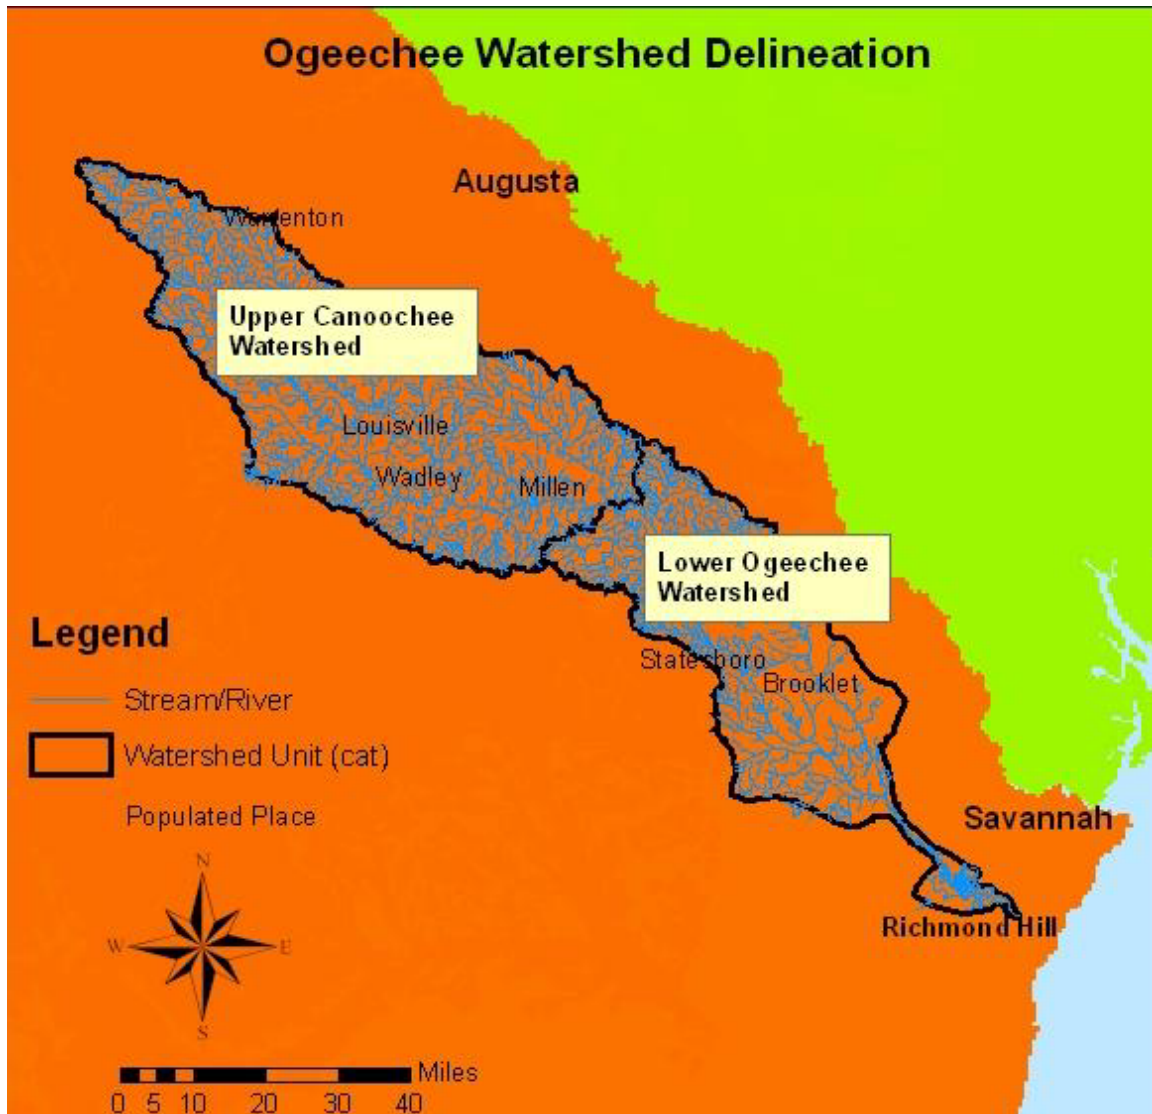 Ogeechee Watershed Delineation
Augusta
Warrenton
Upper Canoochee
Watershed
Louisville
Wadley
Millen
Lower Ogeechee
Watershed
Legend
Statesboro
Brooklet
Stream/River
Watershed Unit (cat)
Populated Place
Savannah
Richmond Hill
N
W
E
S
Miles
0 5 10 20 30 40